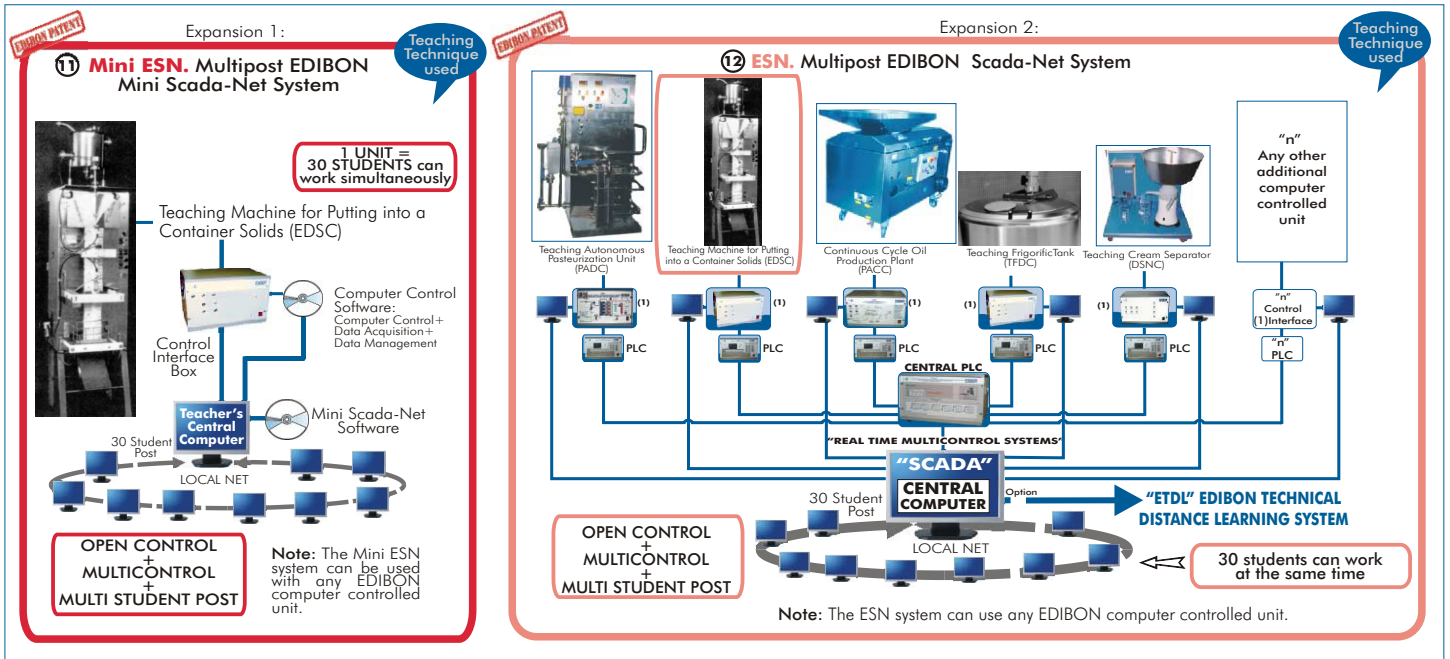 Expansion 1:
EDIBON PATENT
Teaching
Technique
used
11 Mini ESN. Multipost EDIBON
Mini Scada-Net System
1 UNIT =
30 STUDENTS can
work simultaneously
Teaching Machine for Putting into a
Container Solids (EDSC)
Computer Control
Software:
Computer Control+
Data Acquisition+
Data Management
Control
Interface
Box
Teacher's
Central
Computer
Mini Scada-Net
Software
30 Student
Post
LOCAL NET
OPEN CONTROL
+
MULTICONTROL
+
MULTI STUDENT POST
Note: The Mini ESN
system can be used
with any EDIBON
computer controlled
unit.
Expansion 2:
EDIBON PATENT
Teaching
Technique
used
12 ESN. Multipost EDIBON Scada-Net System
Teaching Autonomous
Pasteurization Unit
(PADC)
Teaching Machine for Putting
into a Container Solids (EDSC)
Continuous Cycle Oil
Production Plant
(PACC)
Teaching FrigorificTank
(TFDC)
Teaching Cream Separator
(DSNC)
"n"
Any other
additional
computer
controlled
unit
(1)
(1)
(1)
(1)
(1)
"n"
Control
(1)Interface
PLC
PLC
PLC
PLC
PLC
"n"
PLC
CENTRAL PLC
"REAL TIME MULTICONTROL SYSTEMS"
"SCADA"
CENTRAL
COMPUTER
Option
"ETDL" EDIBON TECHNICAL
DISTANCE LEARNING SYSTEM
30 Student
Post
LOCAL NET
OPEN CONTROL
+
MULTICONTROL
+
MULTI STUDENT POST
30 students can work
at the same time
Note: The ESN system can use any EDIBON computer controlled unit.